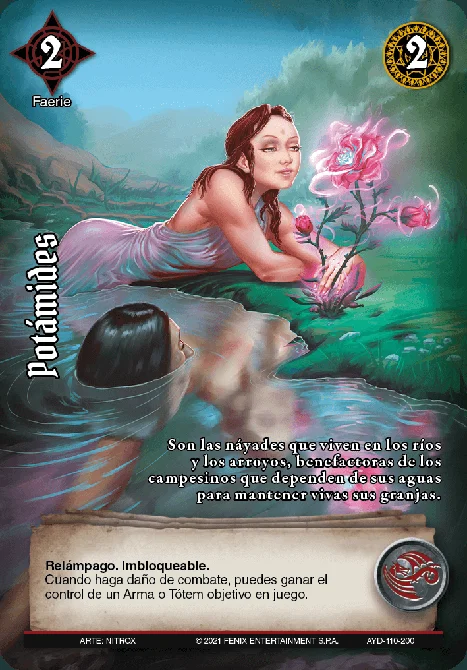 2
2
Faerie
Potámides
Son las náyades que viven en los ríos
y los arroyos, benefactoras de los
campesinos que dependen de sus aguas
para mantener vivas sus granjas.
Relámpago. Imbloqueable.
Cuando haga daño de combate, puedes ganar el
control de un Arma o Tótem objetivo en juego.
ARTE: NITROX © 2021 FENIX ENTERTAINMENT S.R.A. AYD-110-200